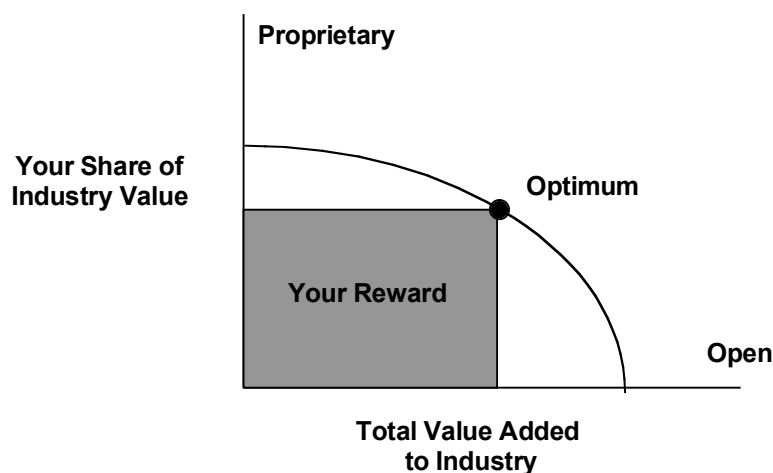 Proprietary
Your Share of
Industry Value
Optimum
Your Reward
Open
Total Value Added
to Industry